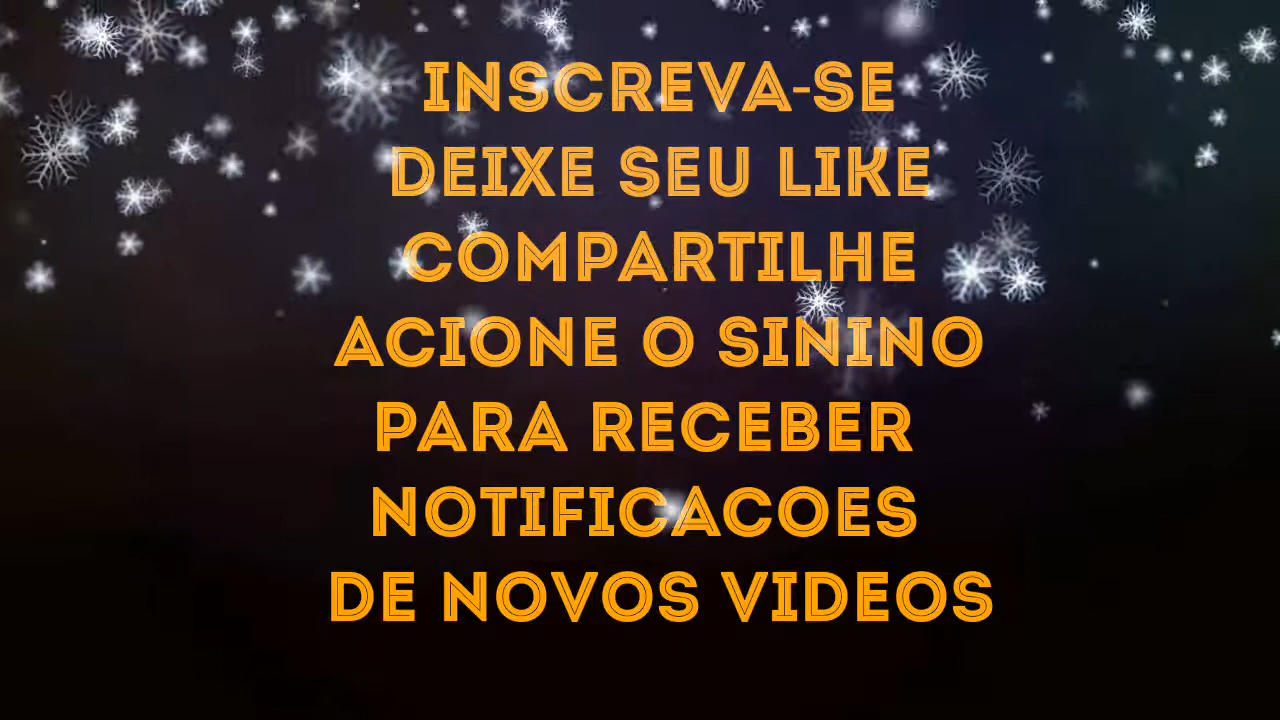 INSCREVA-SE
DEIXE SEU LIKE
COMPARTILHE
ACIONE O SININO
PARA RECEBER
NOTIFICACOES
DE NOVOS VIDEOS